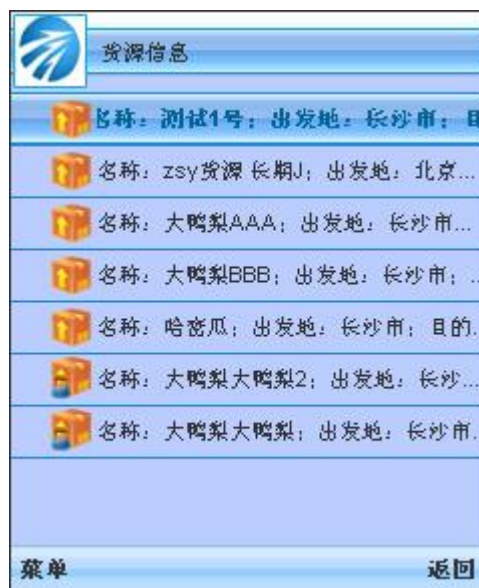 货源信息
名称：测试1号；出发地：长沙市；目
名称：zsy货源 长期J；出发地：北京...
名称：大鸭梨AAA；出发地：长沙市...
名称：大鸭梨BBB；出发地：长沙市；..
名称：哈密瓜；出发地：长沙市；目的.
名称：大鸭梨大鸭梨2；出发地：长沙...
名称：大鸭梨大鸭梨；出发地：长沙市.
菜单 返回